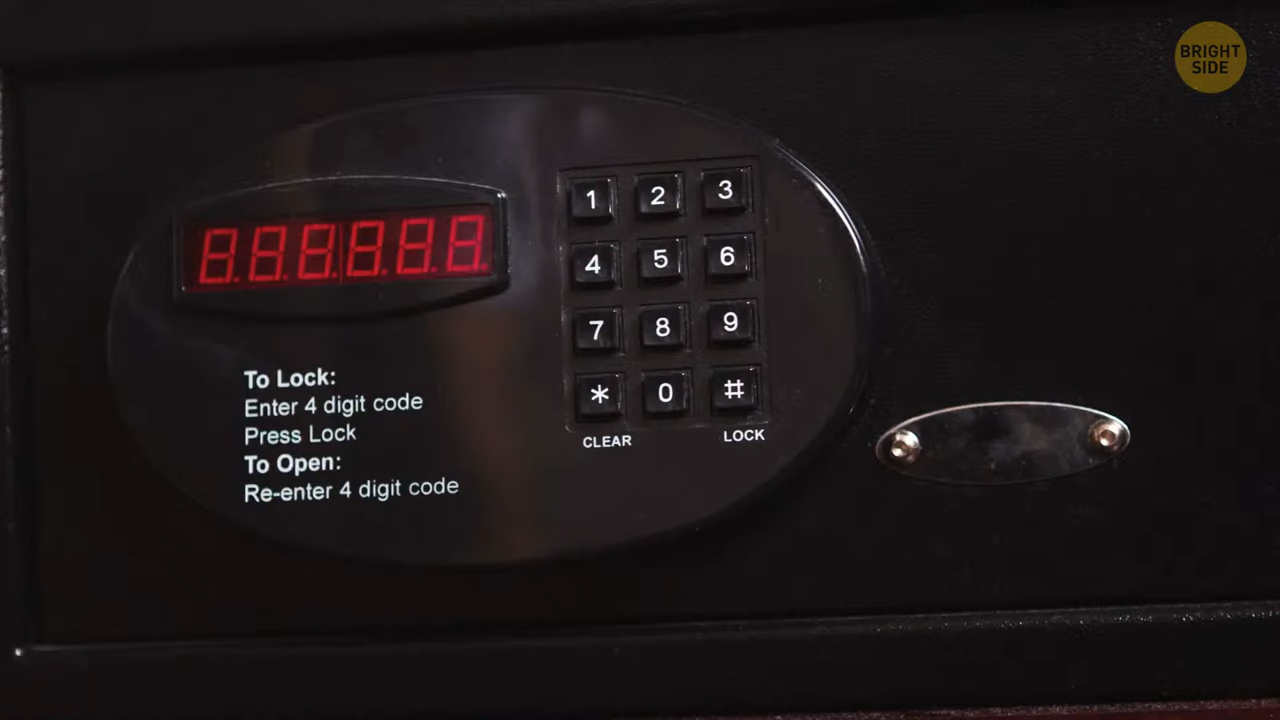 BRIGHT
SIDE
888888
1 2 3
4 5 6
7 8 9
* 0 #
CLEAR LOCK
To Lock:
Enter 4 digit code
Press Lock
To Open:
Re-enter 4 digit code